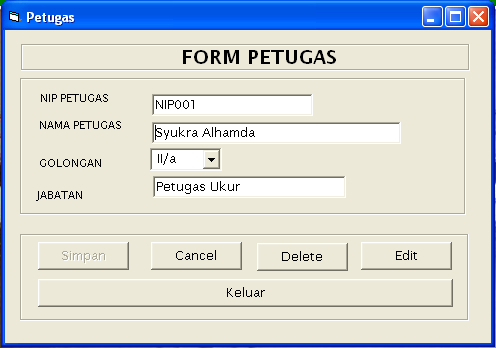 Petugas
FORM PETUGAS
NIP PETUGAS NIP001
NAMA PETUGAS Syukra Alhamda
GOLONGAN II/a
JABATAN Petugas Ukur
Simpan Cancel Delete Edit
Keluar